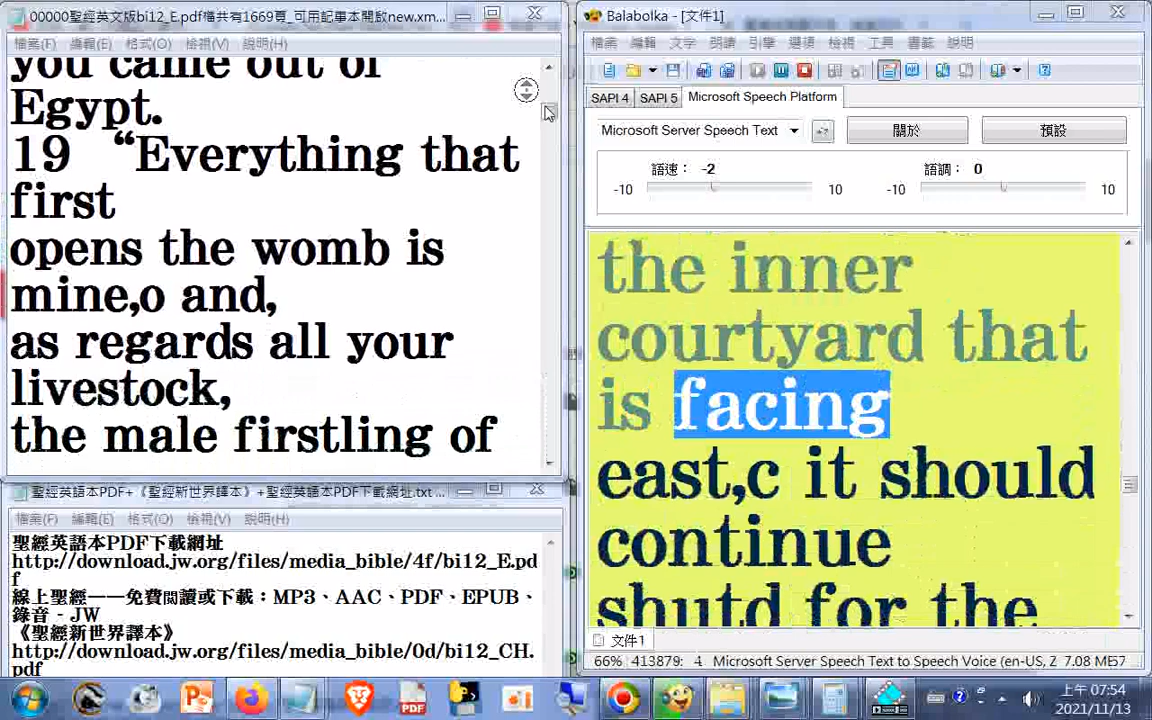 00000聖經英文版bi12_E.pdf檔共有1669頁_可用記事本開啟new.xm...
檔案(F) 編輯(E) 格式(O) 檢視(V) 說明(H)
you came out of
Egypt.
19 “Everything that
first
opens the womb is
mine,o and,
as regards all your
livestock,
the male firstling of
聖經英語本PDF+《聖經新世界譯本》+聖經英語本PDF下載網址.txt ...
檔案(F) 編輯(E) 格式(O) 檢視(V) 說明(H)
聖經英語本PDF下載網址
http://download.jw.org/files/media_bible/4f/bi12_E.pd
f
線上聖經——免費閱讀或下載：MP3、AAC、PDF、EPUB、
錄音 - JW
《聖經新世界譯本》
http://download.jw.org/files/media_bible/0d/bi12_CH.
pdf
Balabolka - [文件1]
檔案 編輯 文字 朗讀 引擎 選項 檢視 工具 書籤 說明
SAPI 4 SAPI 5 Microsoft Speech Platform
Microsoft Server Speech Text
關於
預設
語速： -2
-10 10
語調： 0
-10 10
the inner
courtyard that
is facing
east,c it should
continue
shutd for the
文件1
66% 413879: 4 Microsoft Server Speech Text to Speech Voice (en-US, Z 7.08 ME57
上午 07:54
2021/11/13